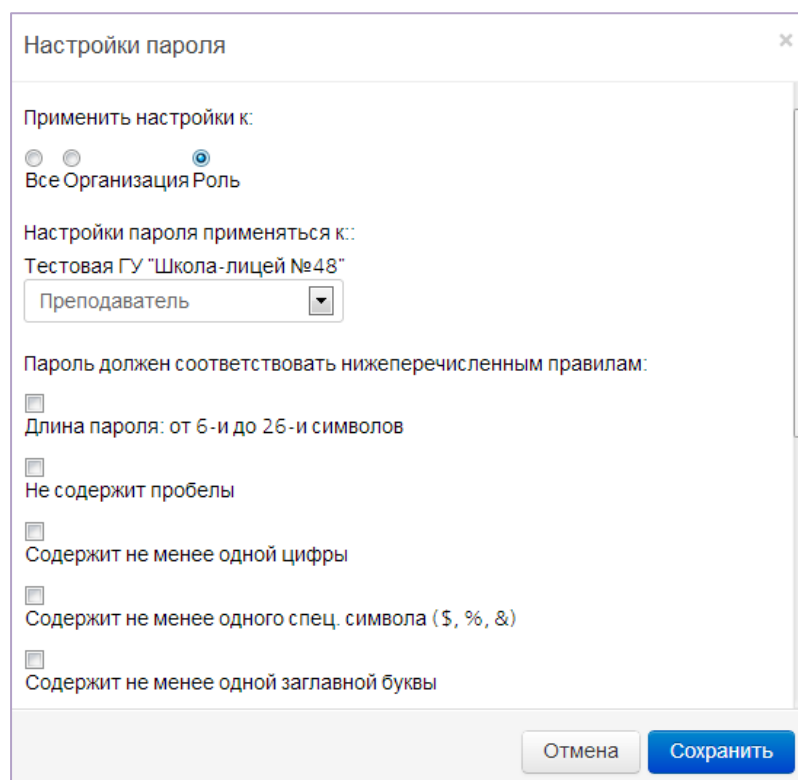 Настройки пароля ×
Применить настройки к:
Все Организация Роль
Настройки пароля применяться к::
Тестовая ГУ "Школа-лицей №48"
Преподаватель
Пароль должен соответствовать нижеперечисленным правилам:
Длина пароля: от 6-и до 26-и символов
Не содержит пробелы
Содержит не менее одной цифры
Содержит не менее одного спец. символа ($, %, &)
Содержит не менее одной заглавной буквы
Отмена Сохранить